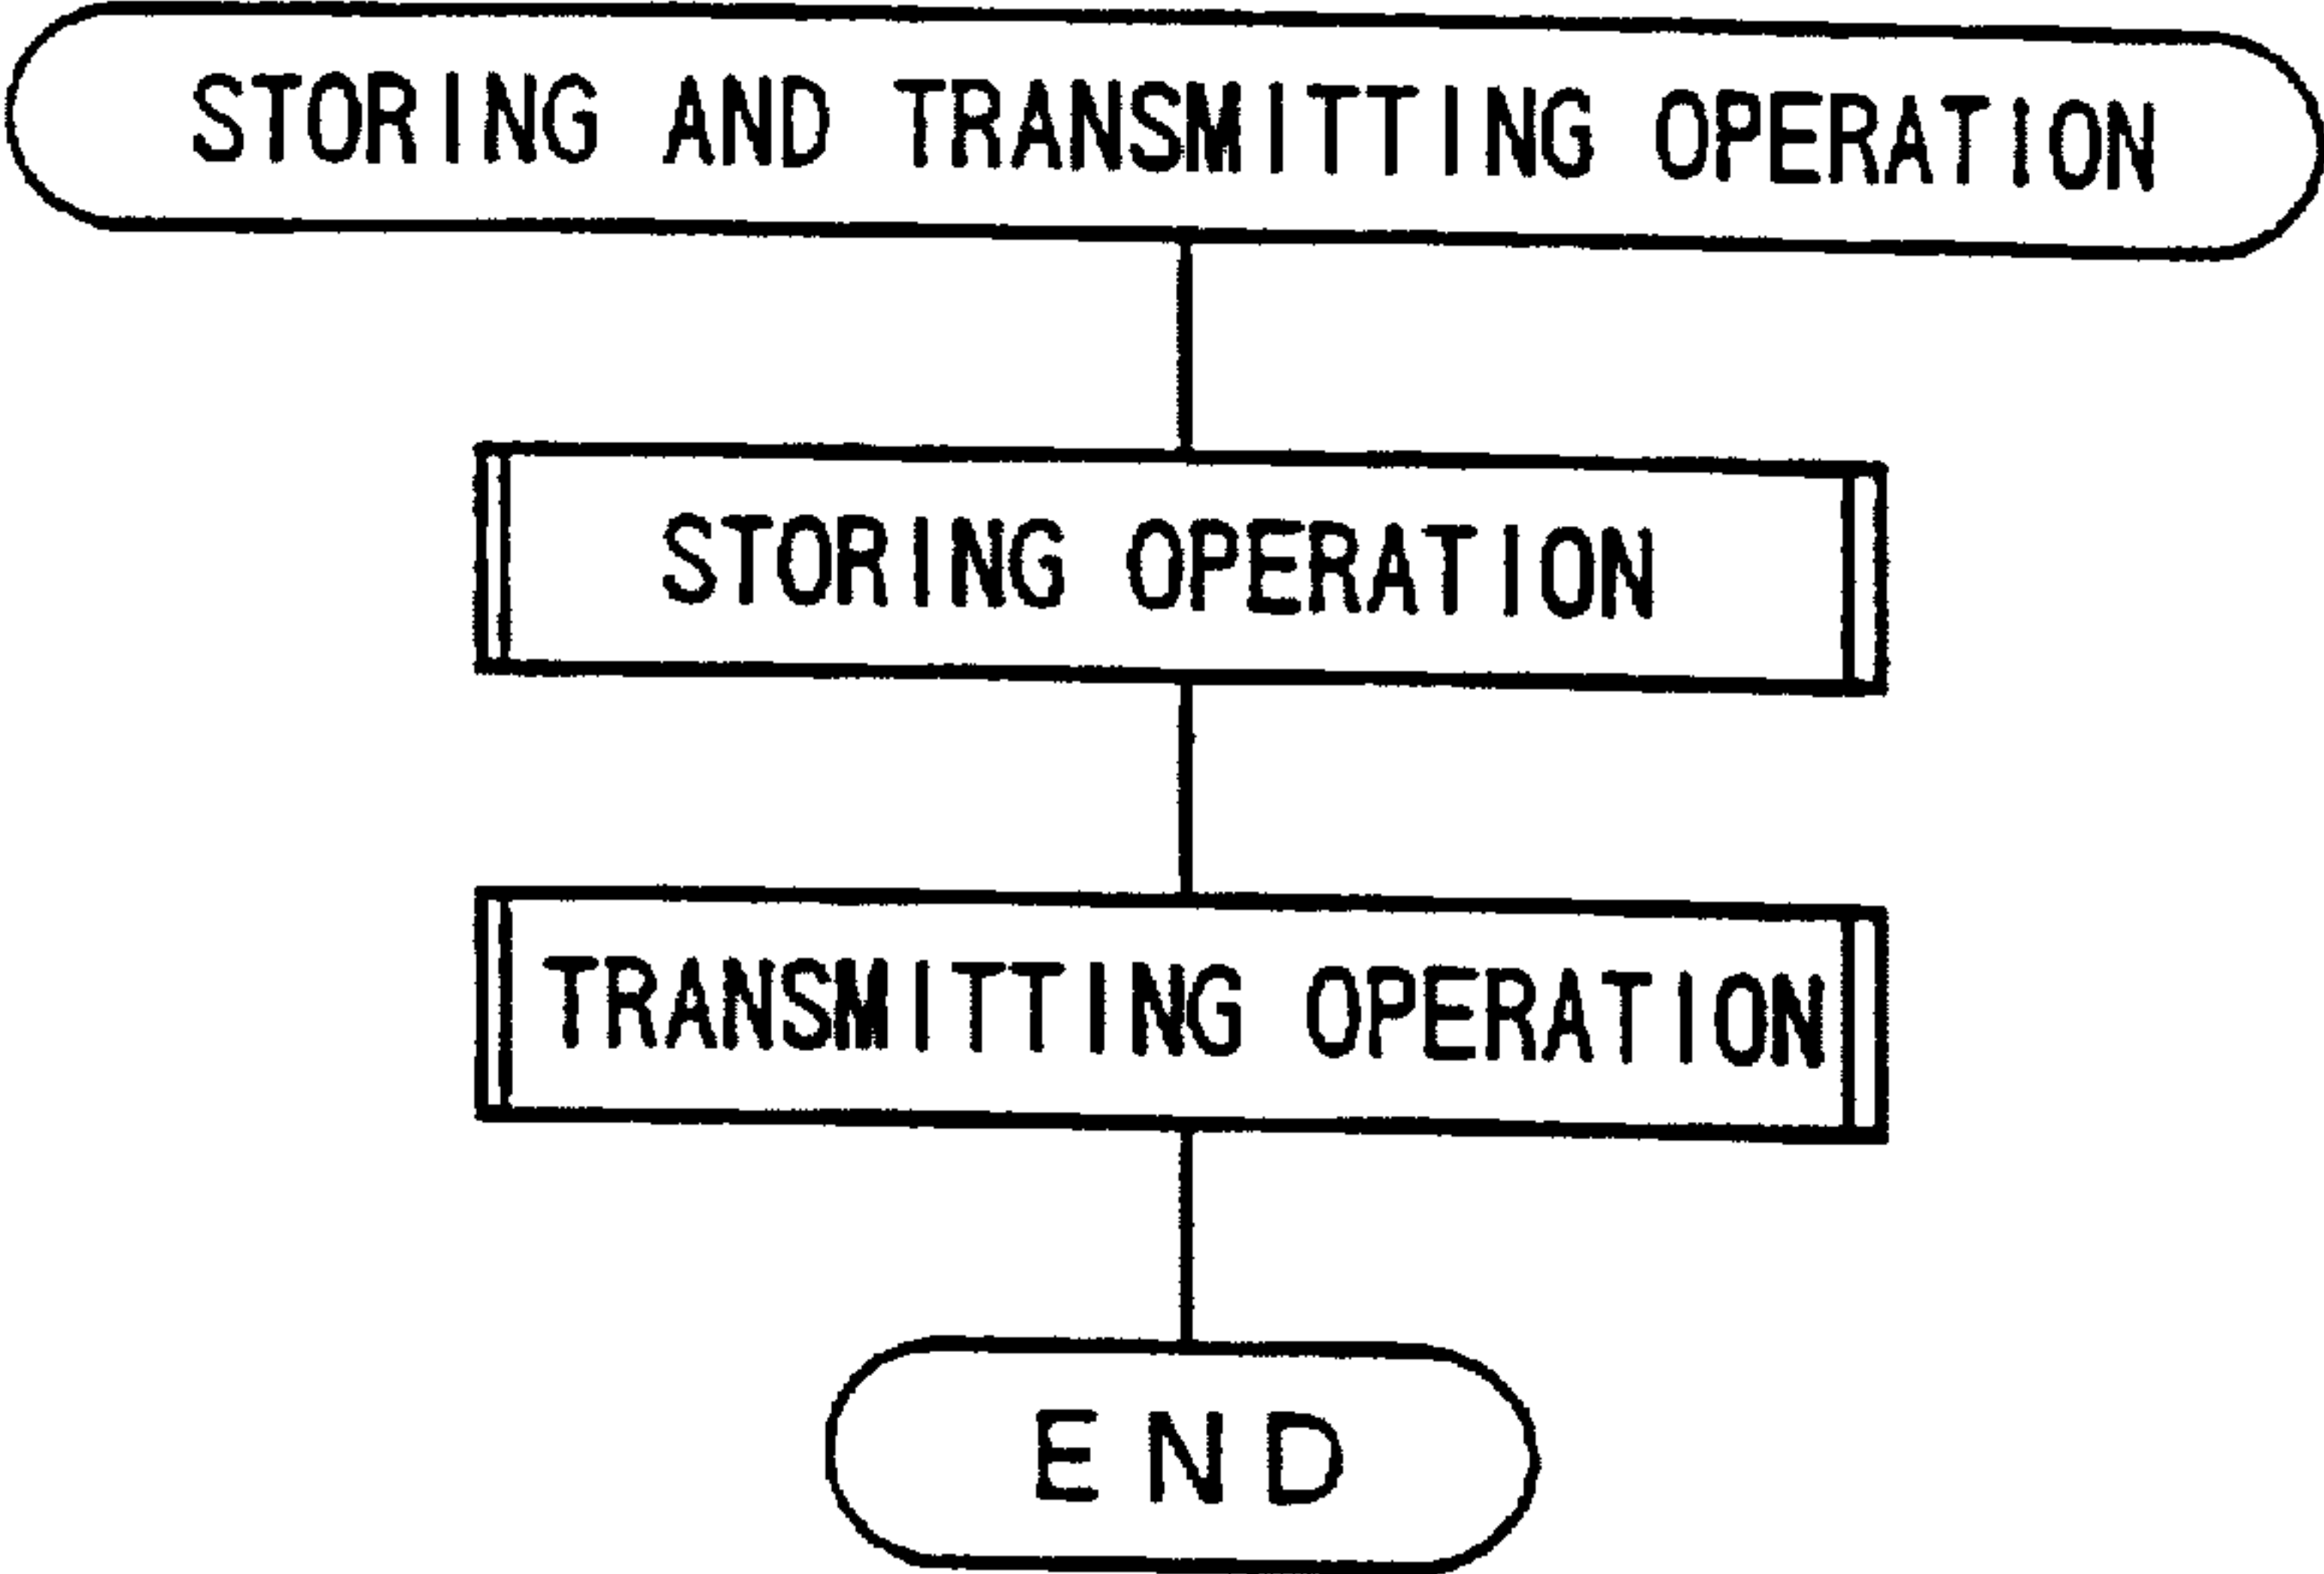 STORING AND TRANSMITTING OPERATION
STORING OPERATION
TRANSMITTING OPERATION
END